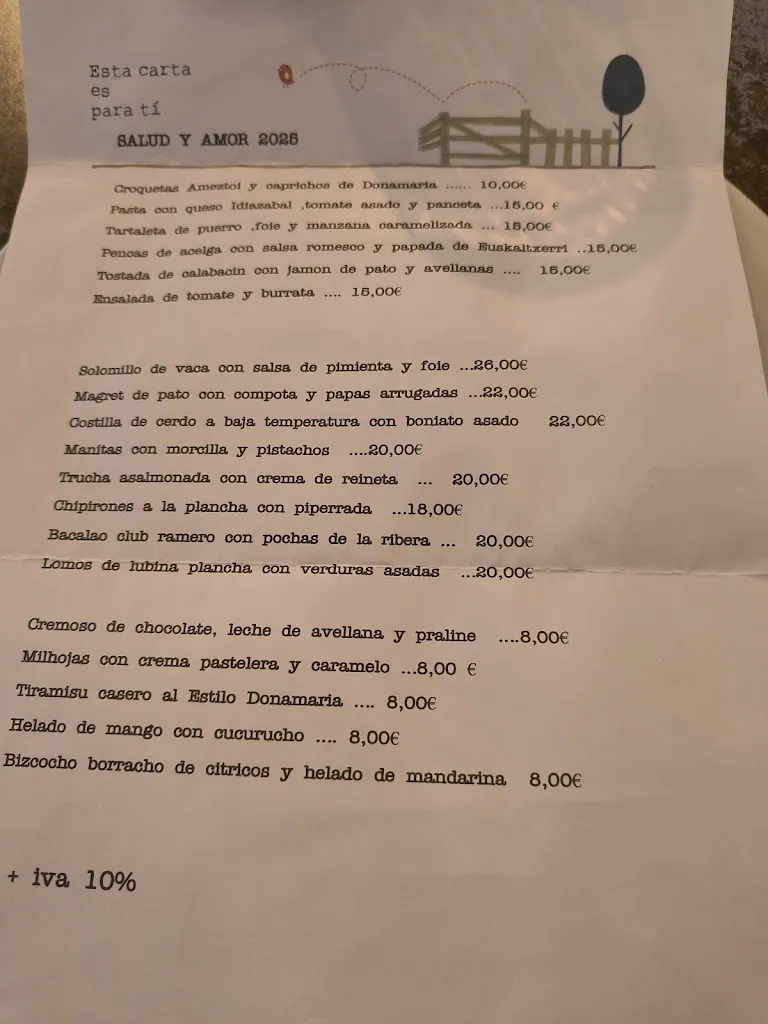 Esta carta
es
para tí
SALUD Y AMOR 2025
Croquetas Ameztoi y caprichos de Donamaria ...... 10,00€
Pasta con queso Idiazabal ,tomate asado y panceta ...15,00 €
Tartaleta de puerro ,foie y manzana caramelizada ... 15,00€
Pencas de acelga con salsa romesco y papada de Euskaltxerri ..15,00€
Tostada de calabacin con jamon de pato y avellanas .... 15,00€
Ensalada de tomate y burrata .... 15,00€
Solomillo de vaca con salsa de pimienta y foie ...26,00€
Magret de pato con compota y papas arrugadas ...22,00€
Costilla de cerdo a baja temperatura con boniato asado 22,00€
Manitas con morcilla y pistachos ....20,00€
Trucha asalmonada con crema de reineta ... 20,00€
Chipirones a la plancha con piperrada ...18,00€
Bacalao club ramero con pochas de la ribera ... 20,00€
Lomos de lubina plancha con verduras asadas ...20,00€
Cremoso de chocolate, leche de avellana y praline ....8,00€
Milhojas con crema pastelera y caramelo ...8,00 €
Tiramisu casero al Estilo Donamaria .... 8,00€
Helado de mango con cucurucho .... 8,00€
Bizcocho borracho de citricos y helado de mandarina 8,00€
+ iva 10%